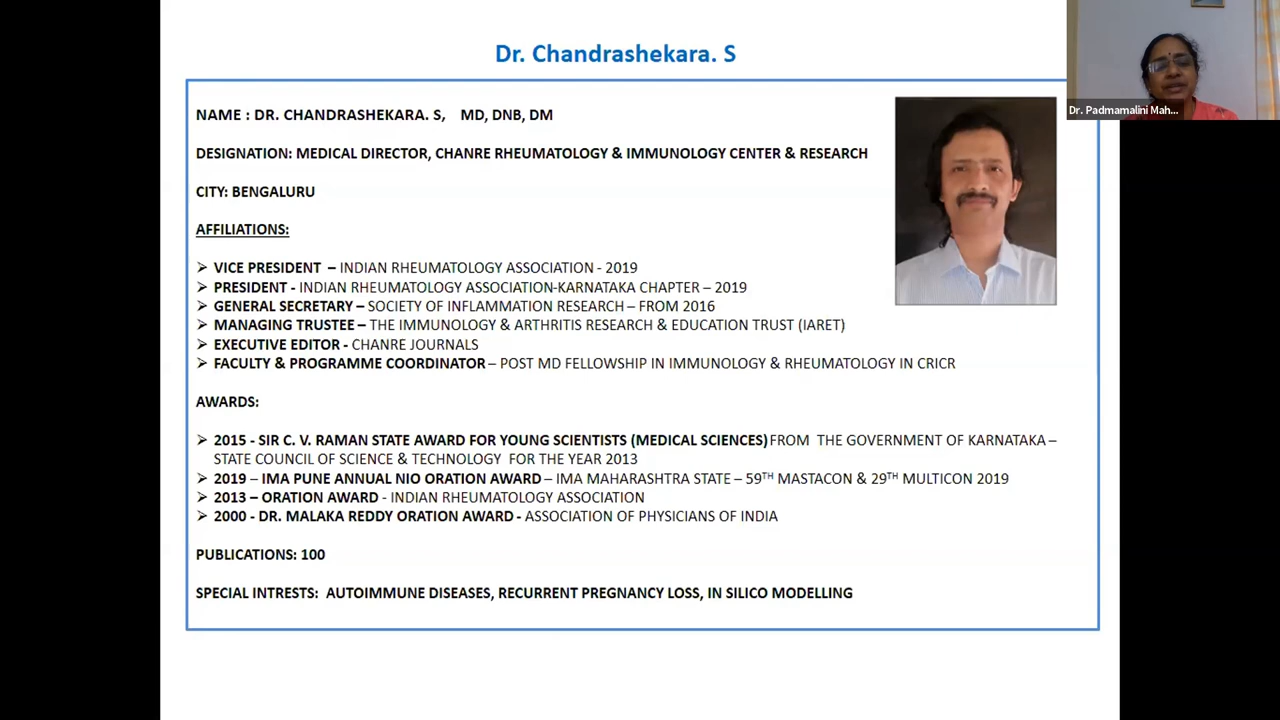 Dr. Chandrashekara. S
Dr. Padmamalini Mah...
NAME : DR. CHANDRASHEKARA. S, MD, DNB, DM
DESIGNATION: MEDICAL DIRECTOR, CHANRE RHEUMATOLOGY & IMMUNOLOGY CENTER & RESEARCH
CITY: BENGALURU
AFFILIATIONS:
➢ VICE PRESIDENT – INDIAN RHEUMATOLOGY ASSOCIATION - 2019
➢ PRESIDENT - INDIAN RHEUMATOLOGY ASSOCIATION-KARNATAKA CHAPTER – 2019
➢ GENERAL SECRETARY – SOCIETY OF INFLAMMATION RESEARCH – FROM 2016
➢ MANAGING TRUSTEE – THE IMMUNOLOGY & ARTHRITIS RESEARCH & EDUCATION TRUST (IARET)
➢ EXECUTIVE EDITOR - CHANRE JOURNALS
➢ FACULTY & PROGRAMME COORDINATOR – POST MD FELLOWSHIP IN IMMUNOLOGY & RHEUMATOLOGY IN CRICR
AWARDS:
➢ 2015 - SIR C. V. RAMAN STATE AWARD FOR YOUNG SCIENTISTS (MEDICAL SCIENCES) FROM THE GOVERNMENT OF KARNATAKA –
STATE COUNCIL OF SCIENCE & TECHNOLOGY FOR THE YEAR 2013
➢ 2019 – IMA PUNE ANNUAL NIO ORATION AWARD – IMA MAHARASHTRA STATE – 59TH MASTACON & 29TH MULTICON 2019
➢ 2013 – ORATION AWARD - INDIAN RHEUMATOLOGY ASSOCIATION
➢ 2000 - DR. MALAKA REDDY ORATION AWARD - ASSOCIATION OF PHYSICIANS OF INDIA
PUBLICATIONS: 100
SPECIAL INTRESTS: AUTOIMMUNE DISEASES, RECURRENT PREGNANCY LOSS, IN SILICO MODELLING